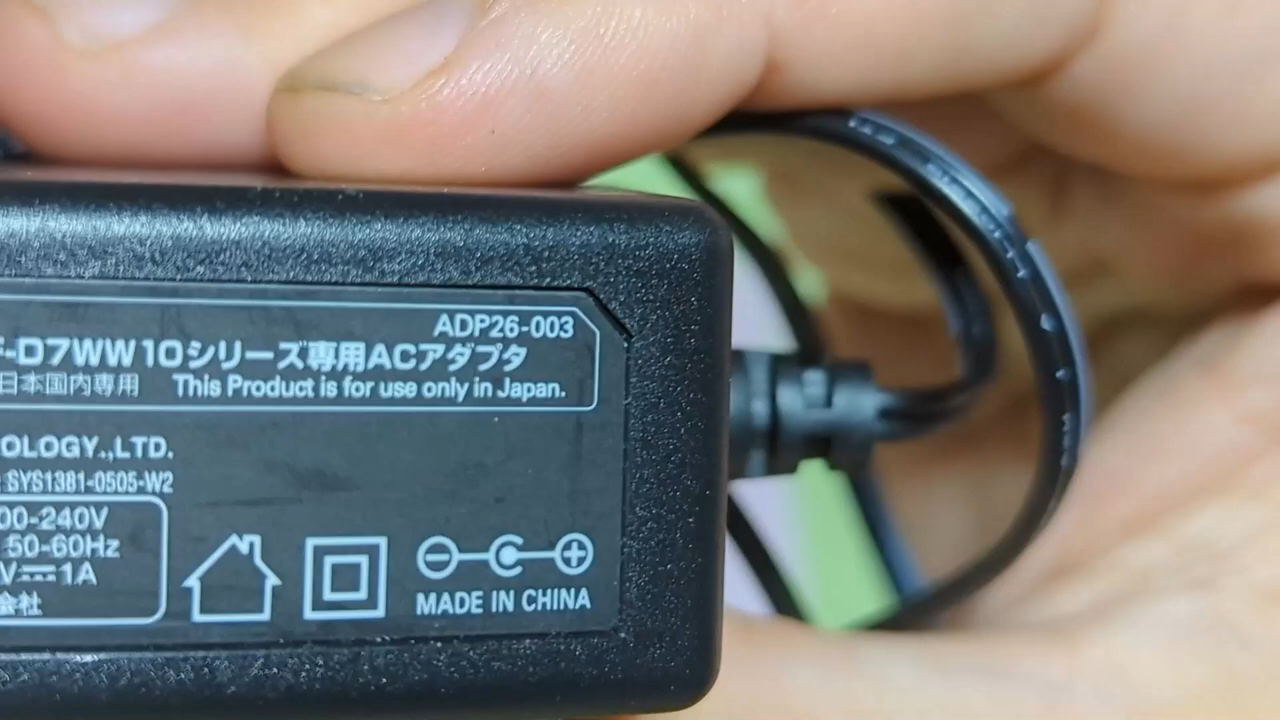 ADP26-003
-D7WW10シリーズ専用ACアダプタ
日本国内専用 This Product is for use only in Japan.
OLOGY.,LTD.
SYS1381-0505-W2
00-240V
50-60Hz
V⎓1A
会社
MADE IN CHINA